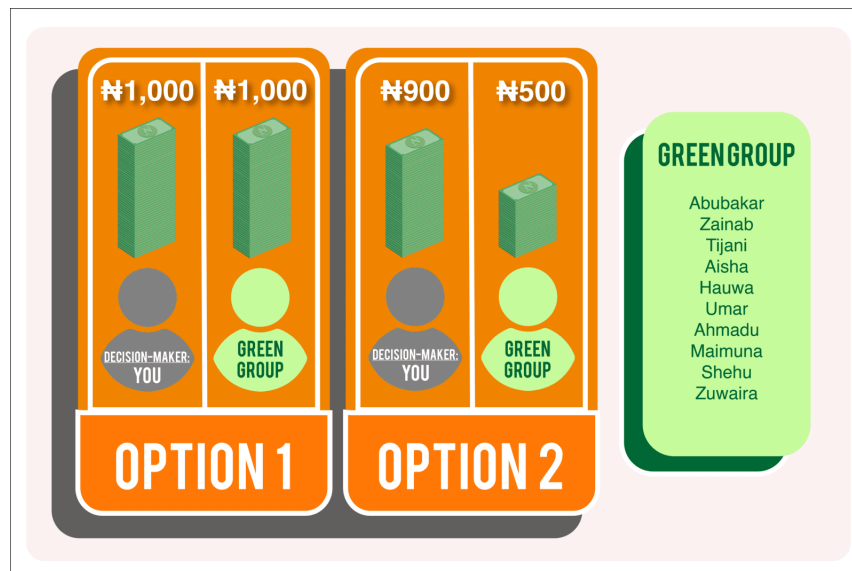 ₦1,000
₦1,000
DECISION-MAKER:
YOU
GREEN
GROUP
OPTION 1
₦900
₦500
DECISION-MAKER:
YOU
GREEN
GROUP
OPTION 2
GREEN GROUP
Abubakar
Zainab
Tijani
Aisha
Hauwa
Umar
Ahmadu
Maimuna
Shehu
Zuwaira